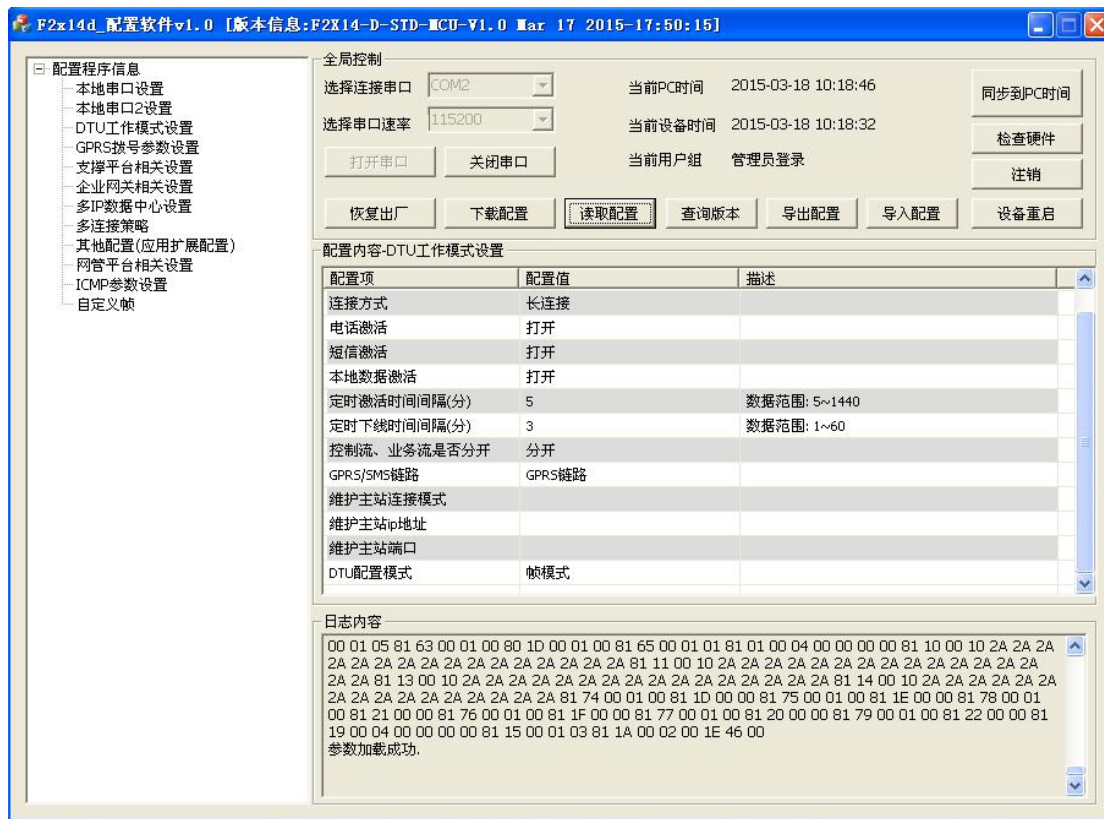 F2x14d_配置软件v1.0 [版本信息:F2X14-D-STD-MCU-V1.0 Mar 17 2015-17:50:15]
配置程序信息
本地串口设置
本地串口2设置
DTU工作模式设置
GPRS拨号参数设置
支撑平台相关设置
企业网关相关设置
多IP数据中心设置
多连接策略
其他配置(应用扩展配置)
网管平台相关设置
ICMP参数设置
自定义帧
全局控制
选择连接串口 COM2 当前PC时间 2015-03-18 10:18:46 同步到PC时间
选择串口速率 115200 当前设备时间 2015-03-18 10:18:32 检查硬件
打开串口 关闭串口 当前用户组 管理员登录 注销
恢复出厂 下载配置 读取配置 查询版本 导出配置 导入配置 设备重启
配置内容-DTU工作模式设置
配置项 配置值 描述
连接方式 长连接
电话激活 打开
短信激活 打开
本地数据激活 打开
定时激活时间间隔(分) 5 数据范围: 5~1440
定时下线时间间隔(分) 3 数据范围: 1~60
控制流、业务流是否分开 分开
GPRS/SMS链路 GPRS链路
维护主站连接模式
维护主站ip地址
维护主站端口
DTU配置模式 帧模式
日志内容
00 01 05 81 63 00 01 00 80 1D 00 01 00 81 65 00 01 01 81 01 00 04 00 00 00 00 81 10 00 10 2A 2A 2A
2A 2A 2A 2A 2A 2A 2A 2A 2A 2A 2A 2A 2A 2A 81 11 00 10 2A 2A 2A 2A 2A 2A 2A 2A 2A 2A 2A 2A 2A 2A
2A 2A 81 13 00 10 2A 2A 2A 2A 2A 2A 2A 2A 2A 2A 2A 2A 2A 2A 2A 2A 81 14 00 10 2A 2A 2A 2A 2A 2A
2A 2A 2A 2A 2A 2A 2A 2A 2A 2A 81 74 00 01 00 81 1D 00 00 81 75 00 01 00 81 1E 00 00 81 78 00 01
00 81 21 00 00 81 76 00 01 00 81 1F 00 00 81 77 00 01 00 81 20 00 00 81 79 00 01 00 81 22 00 00 81
19 00 04 00 00 00 00 81 15 00 01 03 81 1A 00 02 00 1E 46 00
参数加载成功.